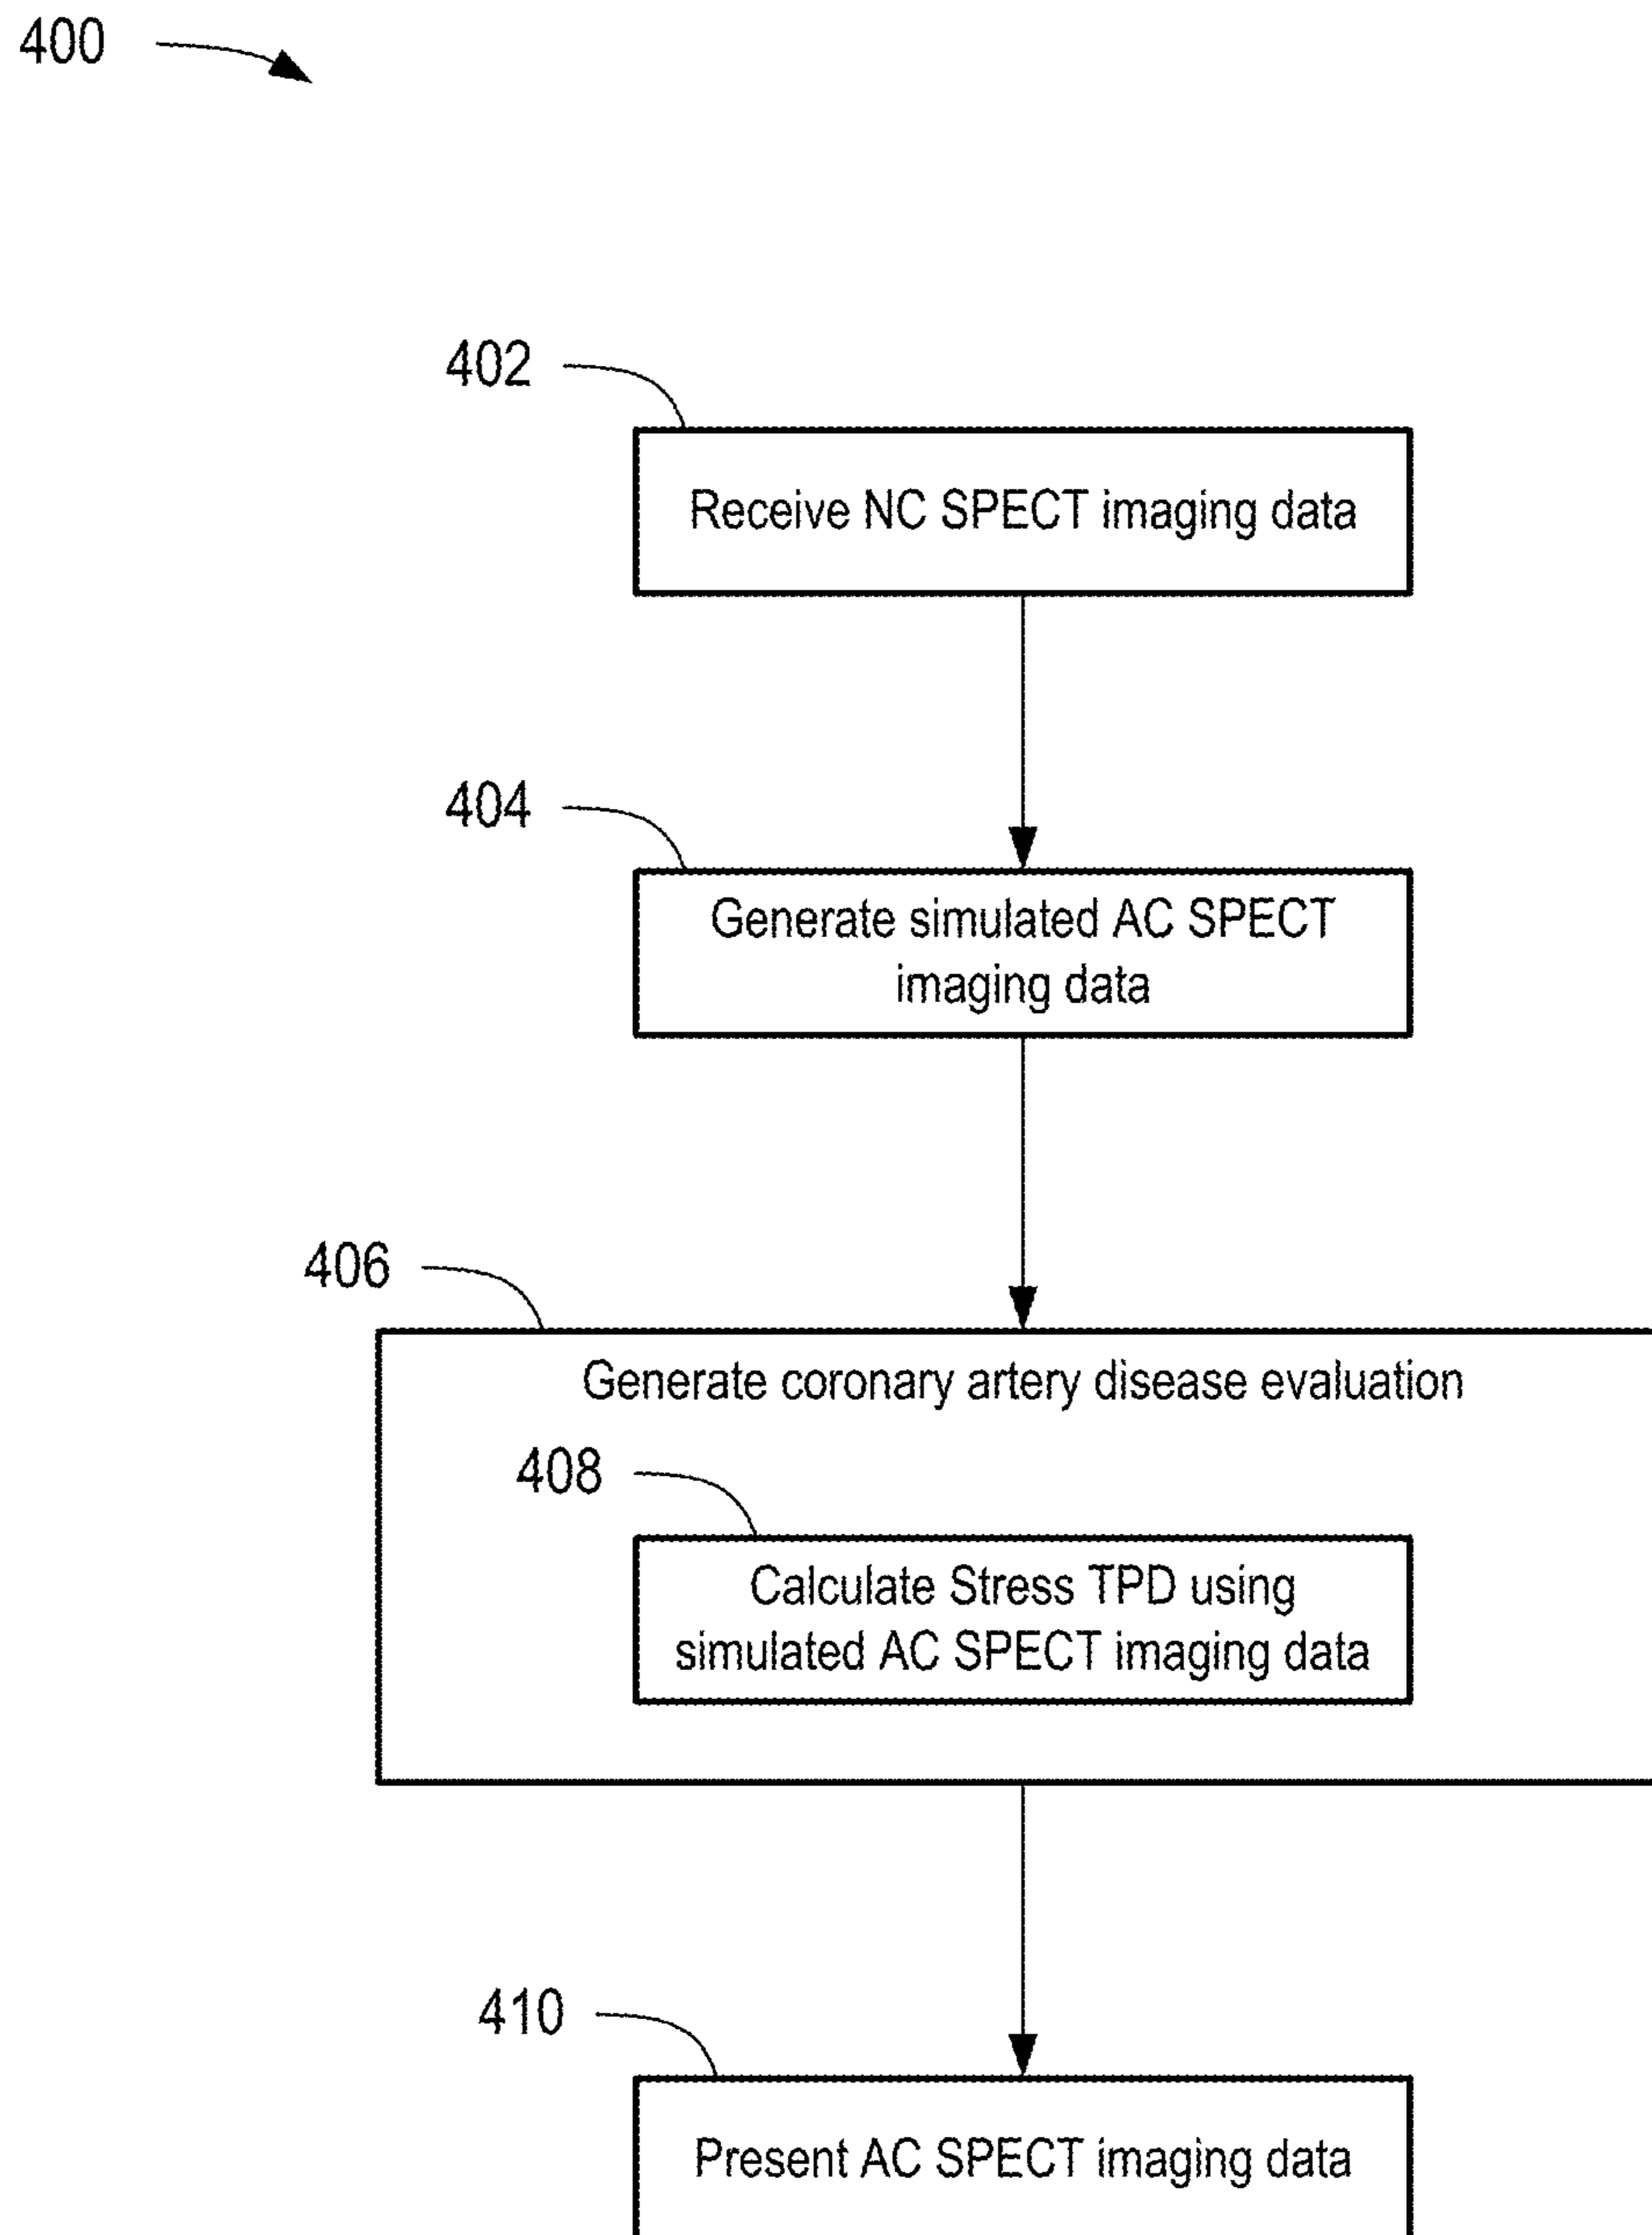 400
402
Receive NC SPECT imaging data
404
Generate simulated AC SPECT
imaging data
406
Generate coronary artery disease evaluation
408
Calculate Stress TPD using
simulated AC SPECT imaging data
410
Present AC SPECT imaging data